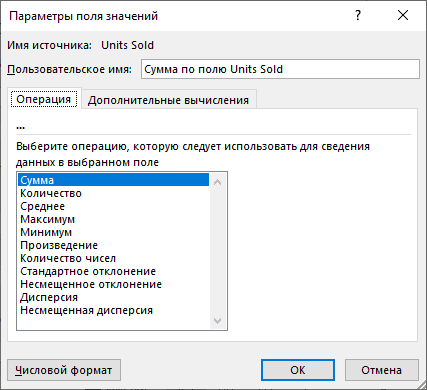 Параметры поля значений ? ×
Имя источника: Units Sold
Пользовательское имя: Сумма по полю Units Sold
Операция Дополнительные вычисления
...
Выберите операцию, которую следует использовать для сведения
данных в выбранном поле
Сумма
Количество
Среднее
Максимум
Минимум
Произведение
Количество чисел
Стандартное отклонение
Несмещенное отклонение
Дисперсия
Несмещенная дисперсия
Числовой формат ОК Отмена